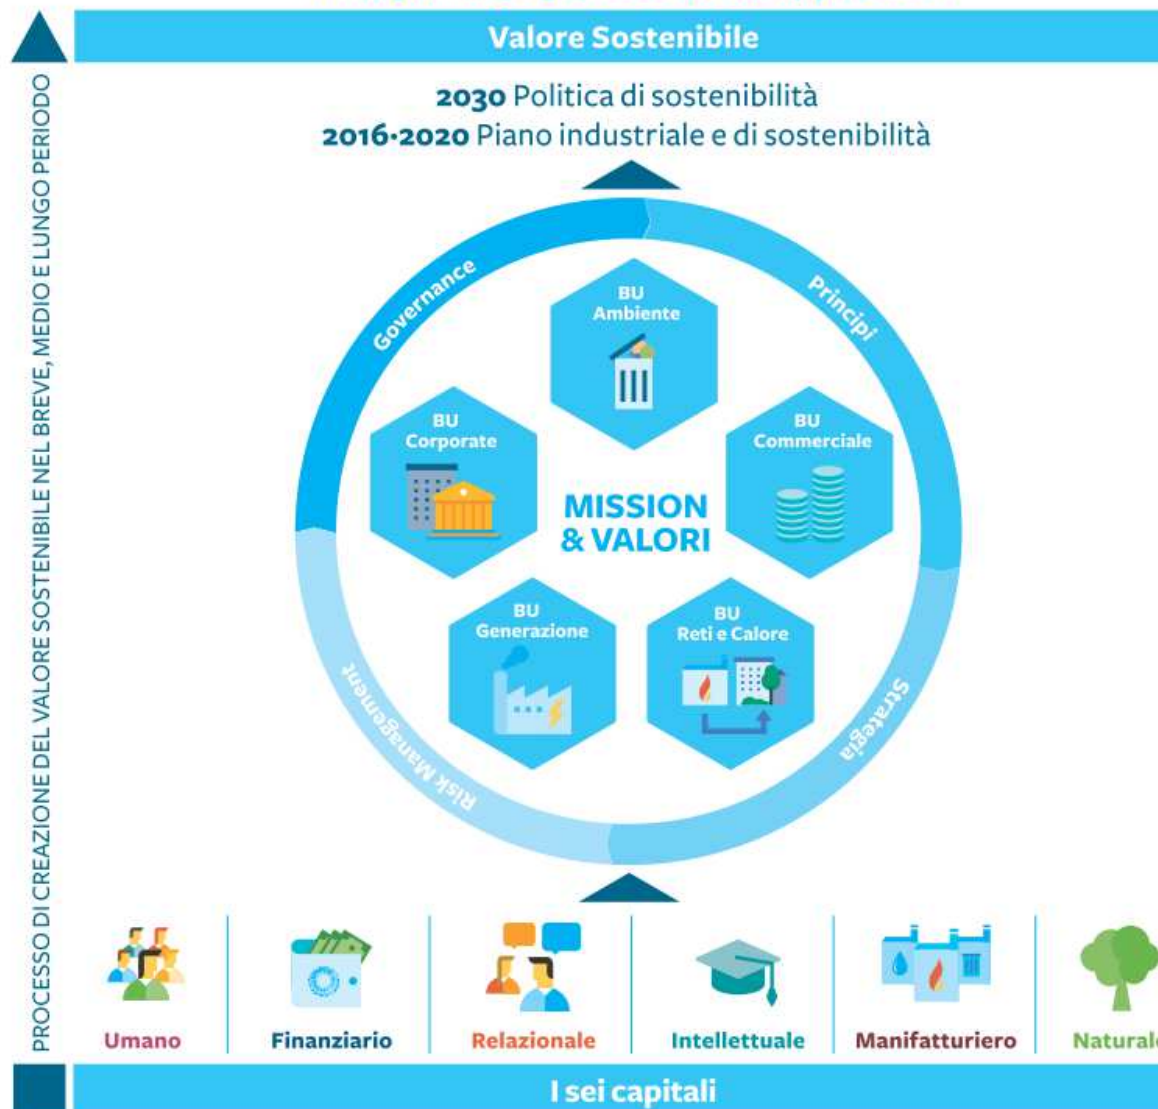 Valore Sostenibile
2030 Politica di sostenibilità
2016•2020 Piano industriale e di sostenibilità
PROCESSO DI CREAZIONE DEL VALORE SOSTENIBILE NEL BREVE, MEDIO E LUNGO PERIODO
Governance
Principi
Strategia
Risk Management
BU
Ambiente
BU
Corporate
BU
Commerciale
MISSION
& VALORI
BU
Generazione
BU
Reti e Calore
Umano
Finanziario
Relazionale
Intellettuale
Manifatturiero
Naturale
I sei capitali